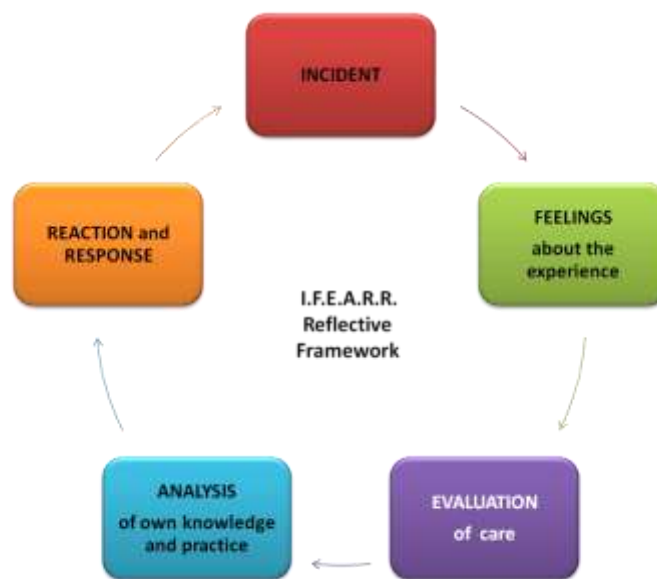 INCIDENT
FEELINGS
about the
experience
EVALUATION
of care
ANALYSIS
of own knowledge
and practice
REACTION and
RESPONSE
I.F.E.A.R.R.
Reflective
Framework